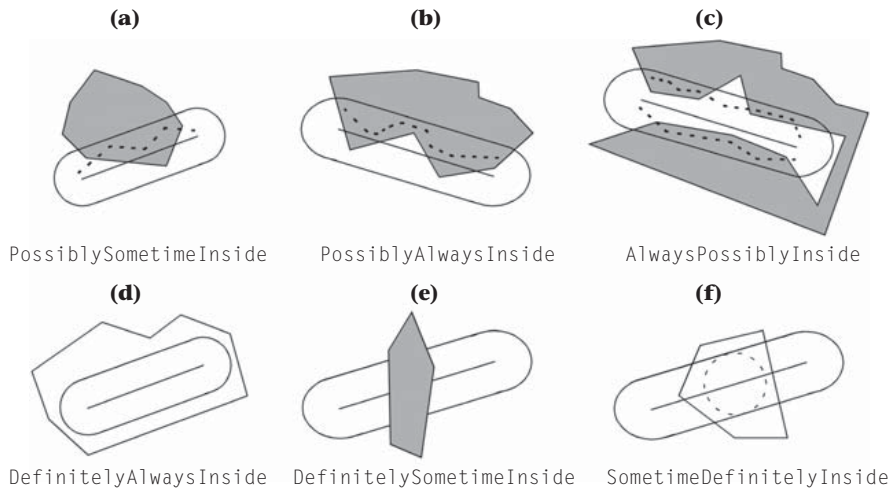 (a) (b) (c)
PossiblySometimeInside PossiblyAlwaysInside AlwaysPossiblyInside
(d) (e) (f)
DefinitelyAlwaysInside DefinitelySometimeInside SometimeDefinitelyInside